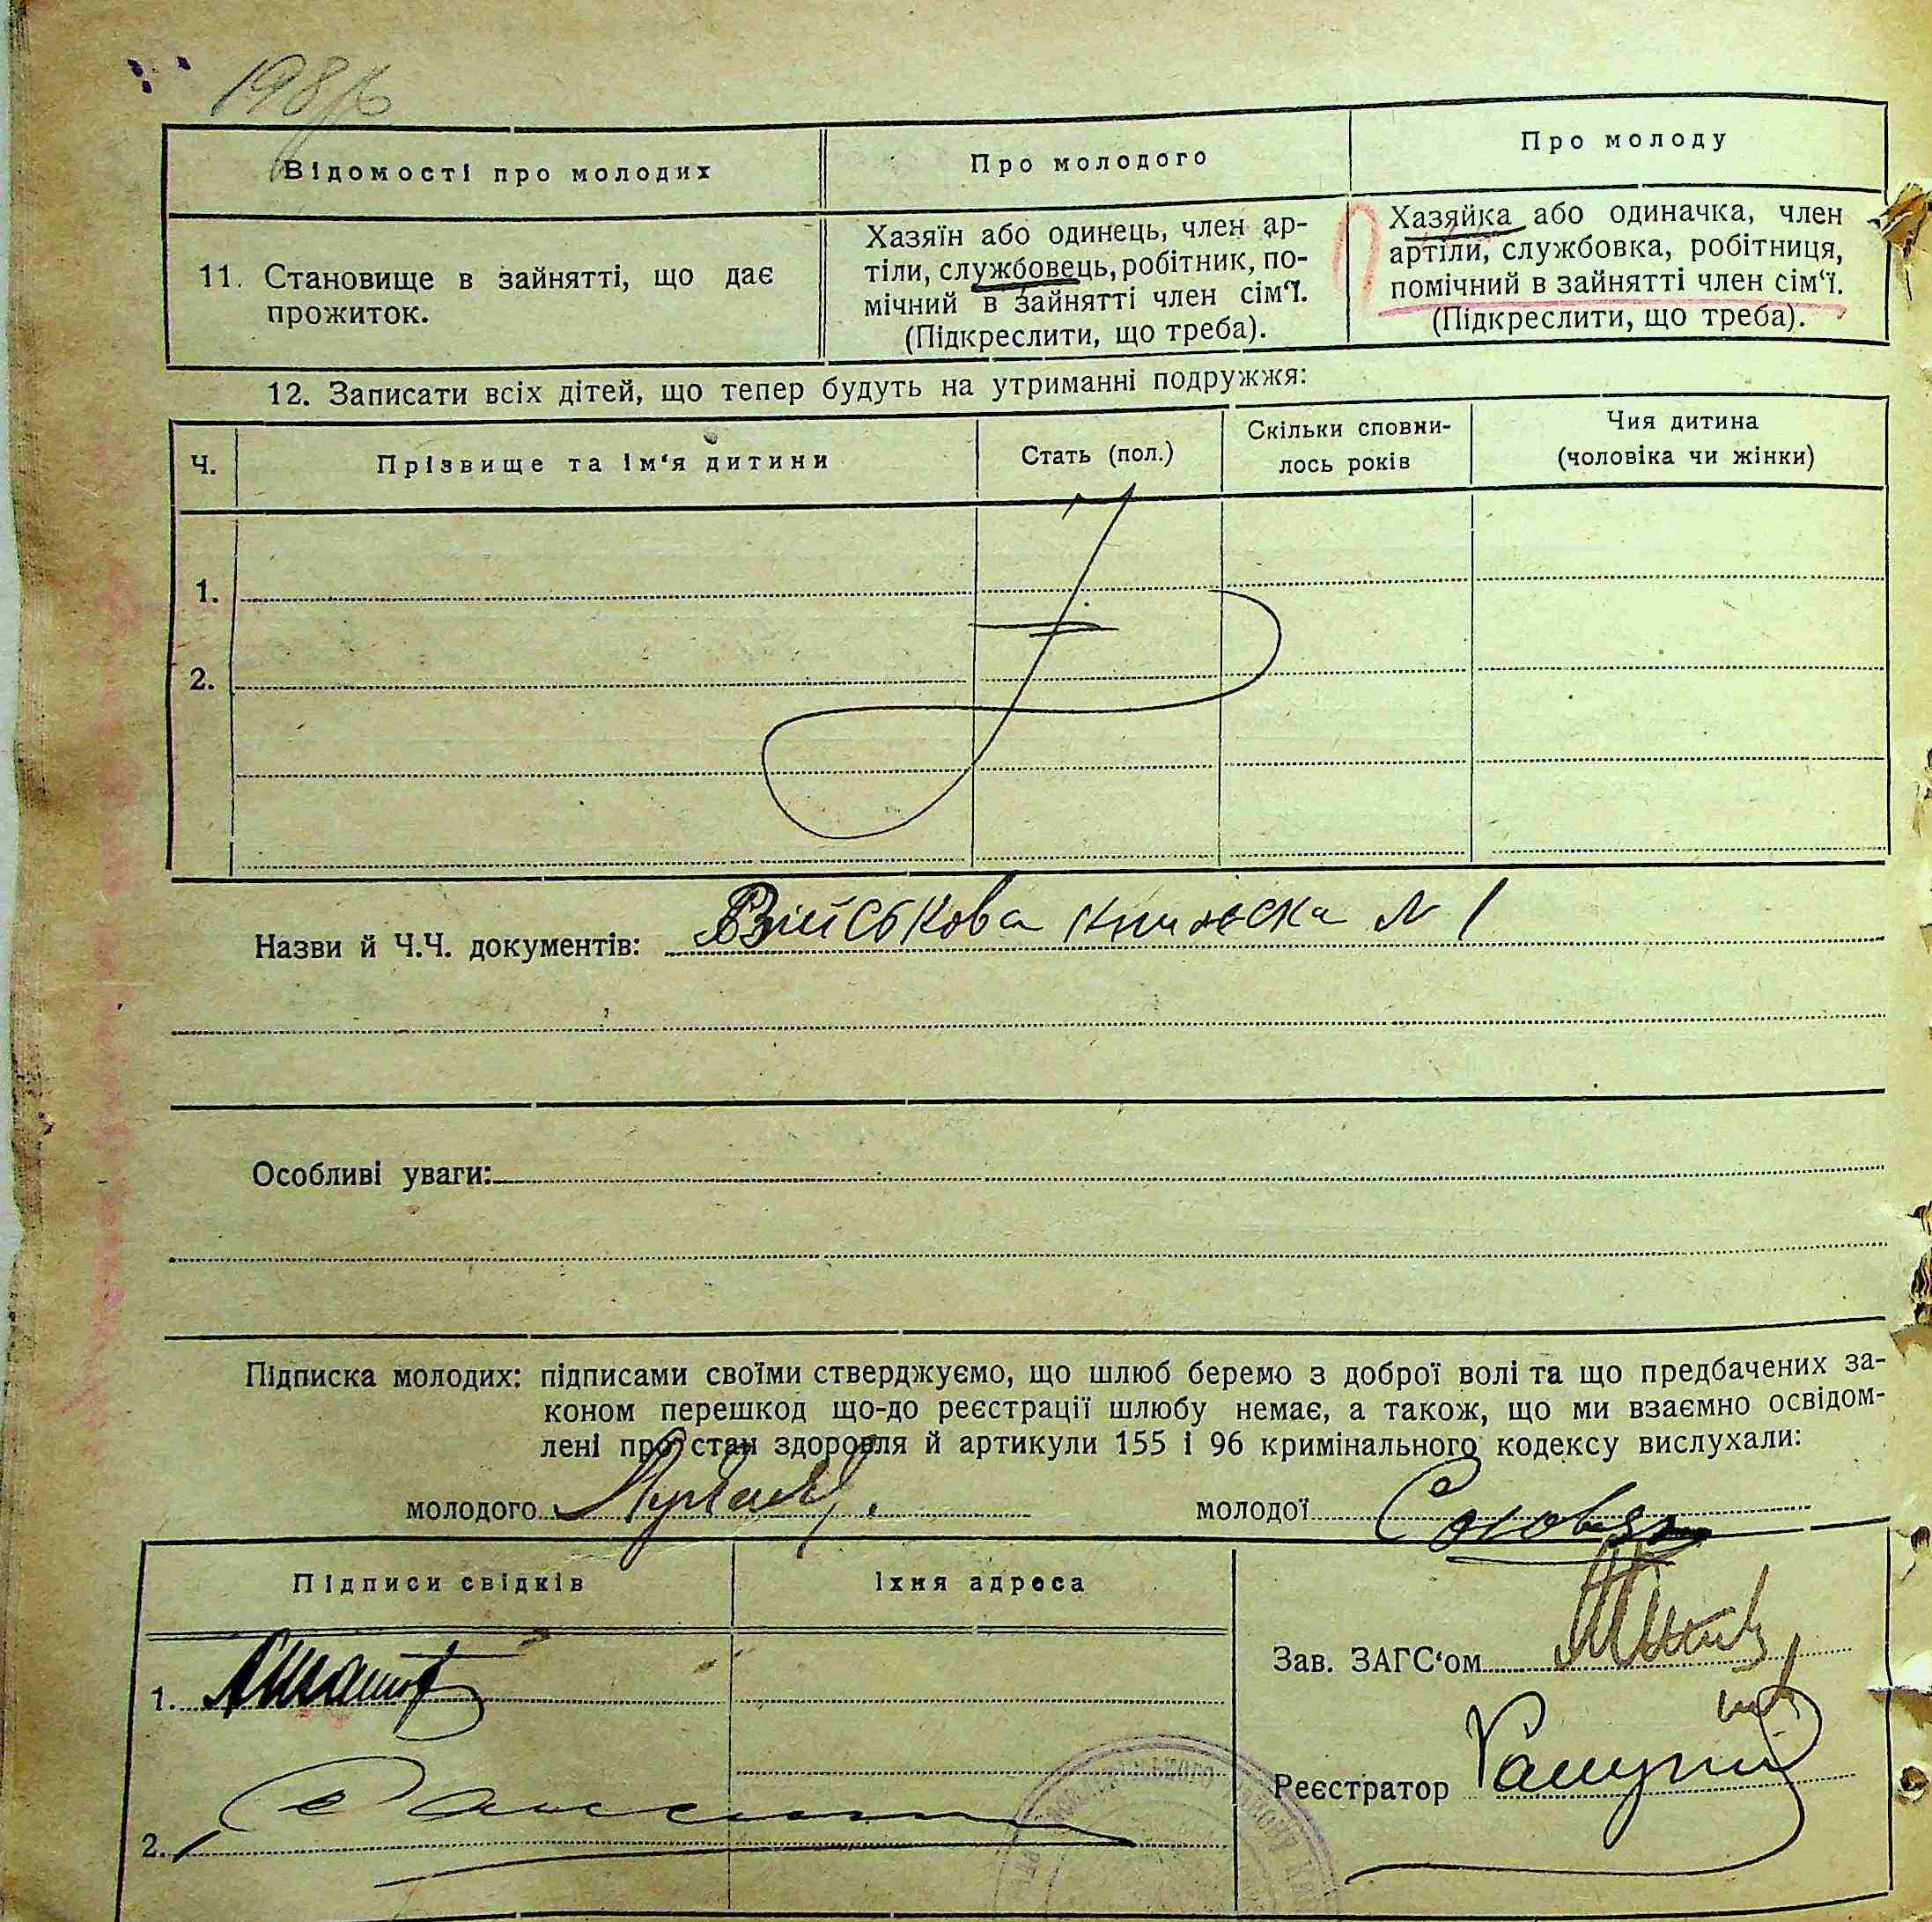 Відомості про молодих
Про молодого
Про молоду
11. Становище в зайнятті, що дає
прожиток.
Хазяїн або одинець, член ар-
тіли, службовець, робітник, по-
мічний в зайнятті член сім'ї.
(Підкреслити, що треба).
Хазяйка або одиначка, член
артіли, службовка, робітниця,
помічний в зайнятті член сім'ї.
(Підкреслити, що треба).
12. Записати всіх дітей, що тепер будуть на утриманні подружжя:
Ч.
Прізвище та ім'я дитини
Стать (пол.)
Скільки сповни-
лось років
Чия дитина
(чоловіка чи жінки)
1.
2.
Назви й Ч.Ч. документів: Військова книжка № 1
Особливі уваги:
Підписка молодих: підписами своїми стверджуємо, що шлюб беремо з доброї волі та що предбачених за-
коном перешкод що-до реєстрації шлюбу немає, а також, що ми взаємно освідом-
лені про стан здоровля й артикули 155 і 96 кримінального кодексу вислухали:
молодого
молодої
Підписи свідків
Їхня адреса
1.
2.
Зав. ЗАГС'ом
Реєстратор